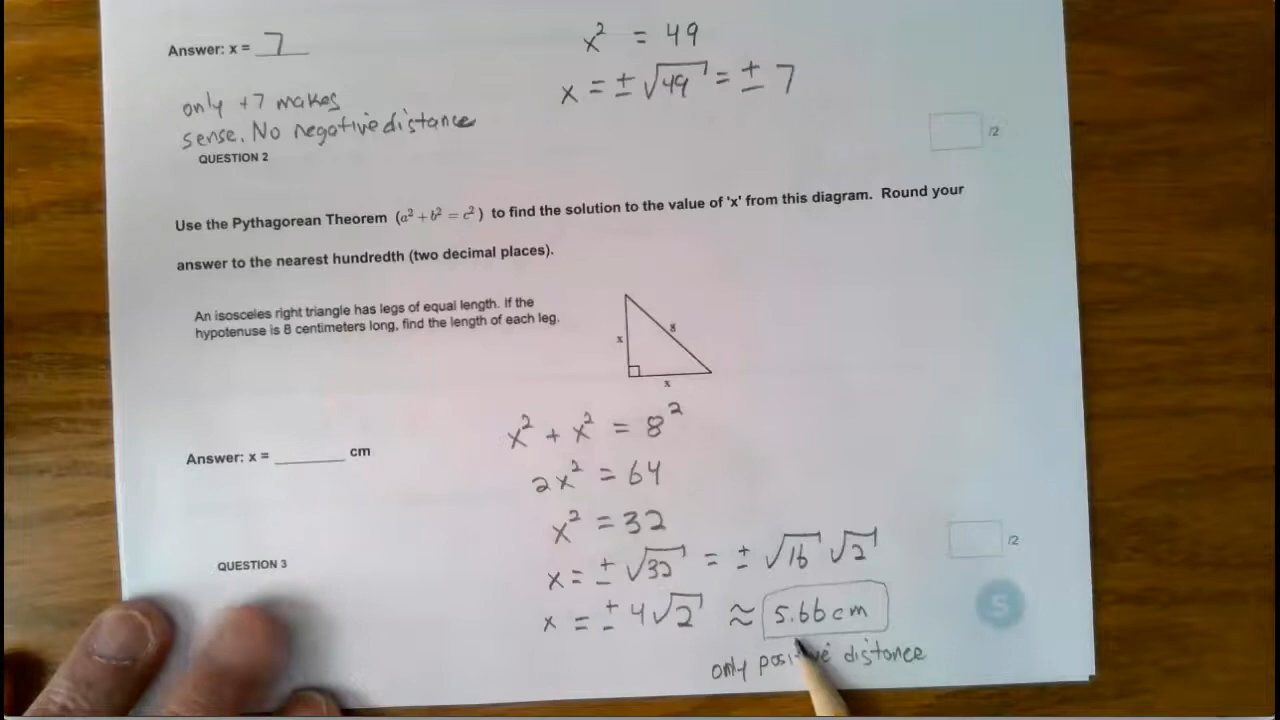 Answer: x = 7
x² = 49
x = ± √49 = ± 7
only +7 makes
sense. No negative distance
QUESTION 2
/2
Use the Pythagorean Theorem (a² + b² = c²) to find the solution to the value of 'x' from this diagram. Round your
answer to the nearest hundredth (two decimal places).
An isosceles right triangle has legs of equal length. If the
hypotenuse is 8 centimeters long, find the length of each leg.
x
8
x
x² + x² = 8²
Answer: x = ________ cm
2x² = 64
x² = 32
/2
QUESTION 3
x = ± √32 = ± √16 √2
x = ± 4√2 ≈ 5.66 cm
S
only positive distance